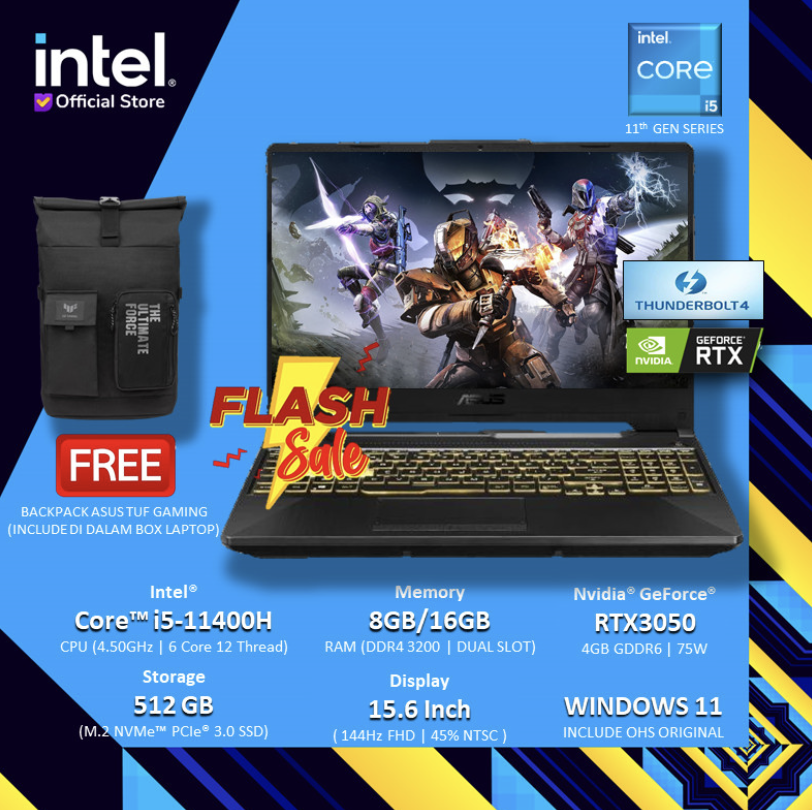 intel.
Official Store
intel.
CORE
i5
11th GEN SERIES
THE
ULTIMATE
FORCE
THUNDERBOLT 4
NVIDIA.
GEFORCE
RTX
ASUS
FLASH
Sale
FREE
BACKPACK ASUS TUF GAMING
(INCLUDE DI DALAM BOX LAPTOP)
Intel®
Core™ i5-11400H
CPU (4.50GHz | 6 Core 12 Thread)
Memory
8GB/16GB
RAM (DDR4 3200 | DUAL SLOT)
Nvidia® GeForce®
RTX3050
4GB GDDR6 | 75W
Storage
512 GB
(M.2 NVMe™ PCIe® 3.0 SSD)
Display
15.6 Inch
( 144Hz FHD | 45% NTSC )
WINDOWS 11
INCLUDE OHS ORIGINAL